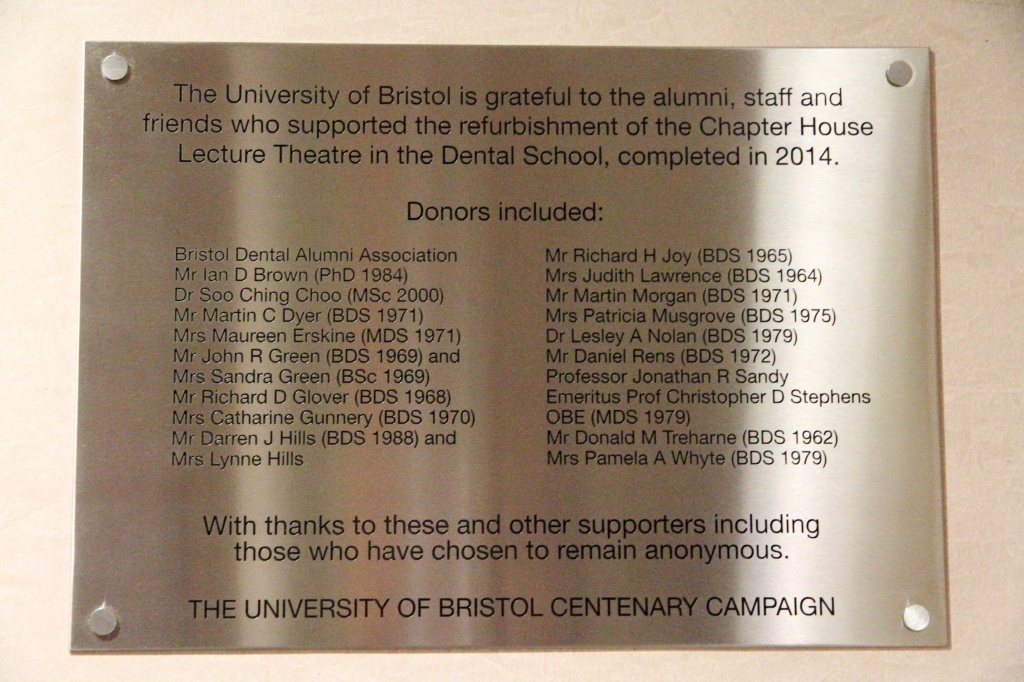 The University of Bristol is grateful to the alumni, staff and
friends who supported the refurbishment of the Chapter House
Lecture Theatre in the Dental School, completed in 2014.
Donors included:
Bristol Dental Alumni Association
Mr Ian D Brown (PhD 1984)
Dr Soo Ching Choo (MSc 2000)
Mr Martin C Dyer (BDS 1971)
Mrs Maureen Erskine (MDS 1971)
Mr John R Green (BDS 1969) and
Mrs Sandra Green (BSc 1969)
Mr Richard D Glover (BDS 1968)
Mrs Catharine Gunnery (BDS 1970)
Mr Darren J Hills (BDS 1988) and
Mrs Lynne Hills
Mr Richard H Joy (BDS 1965)
Mrs Judith Lawrence (BDS 1964)
Mr Martin Morgan (BDS 1971)
Mrs Patricia Musgrove (BDS 1975)
Dr Lesley A Nolan (BDS 1979)
Mr Daniel Rens (BDS 1972)
Professor Jonathan R Sandy
Emeritus Prof Christopher D Stephens
OBE (MDS 1979)
Mr Donald M Treharne (BDS 1962)
Mrs Pamela A Whyte (BDS 1979)
With thanks to these and other supporters including
those who have chosen to remain anonymous.
THE UNIVERSITY OF BRISTOL CENTENARY CAMPAIGN